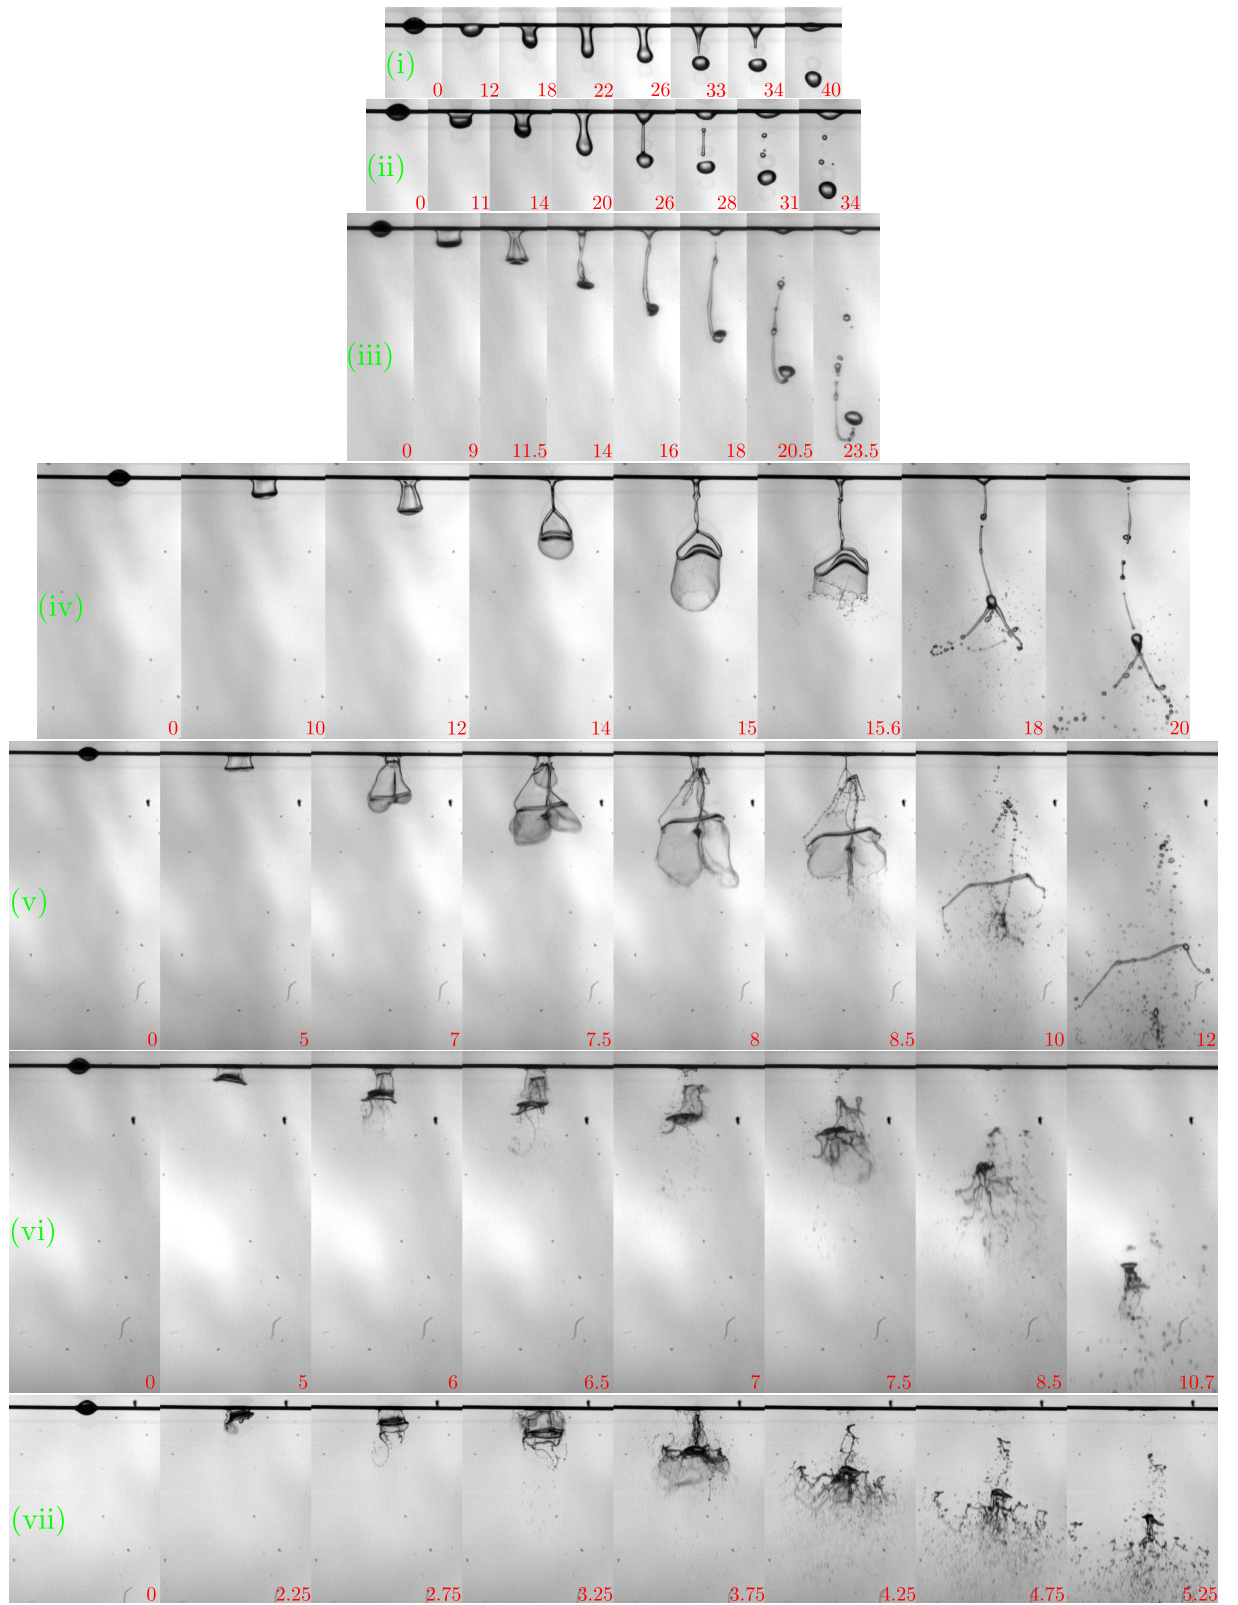 (i)
0 12 18 22 26 33 34 40
(ii)
0 11 14 20 26 28 31 34
(iii)
0 9 11.5 14 16 18 20.5 23.5
(iv)
0 10 12 14 15 15.6 18 20
(v)
0 5 7 7.5 8 8.5 10 12
(vi)
0 5 6 6.5 7 7.5 8.5 10.7
(vii)
0 2.25 2.75 3.25 3.75 4.25 4.75 5.25